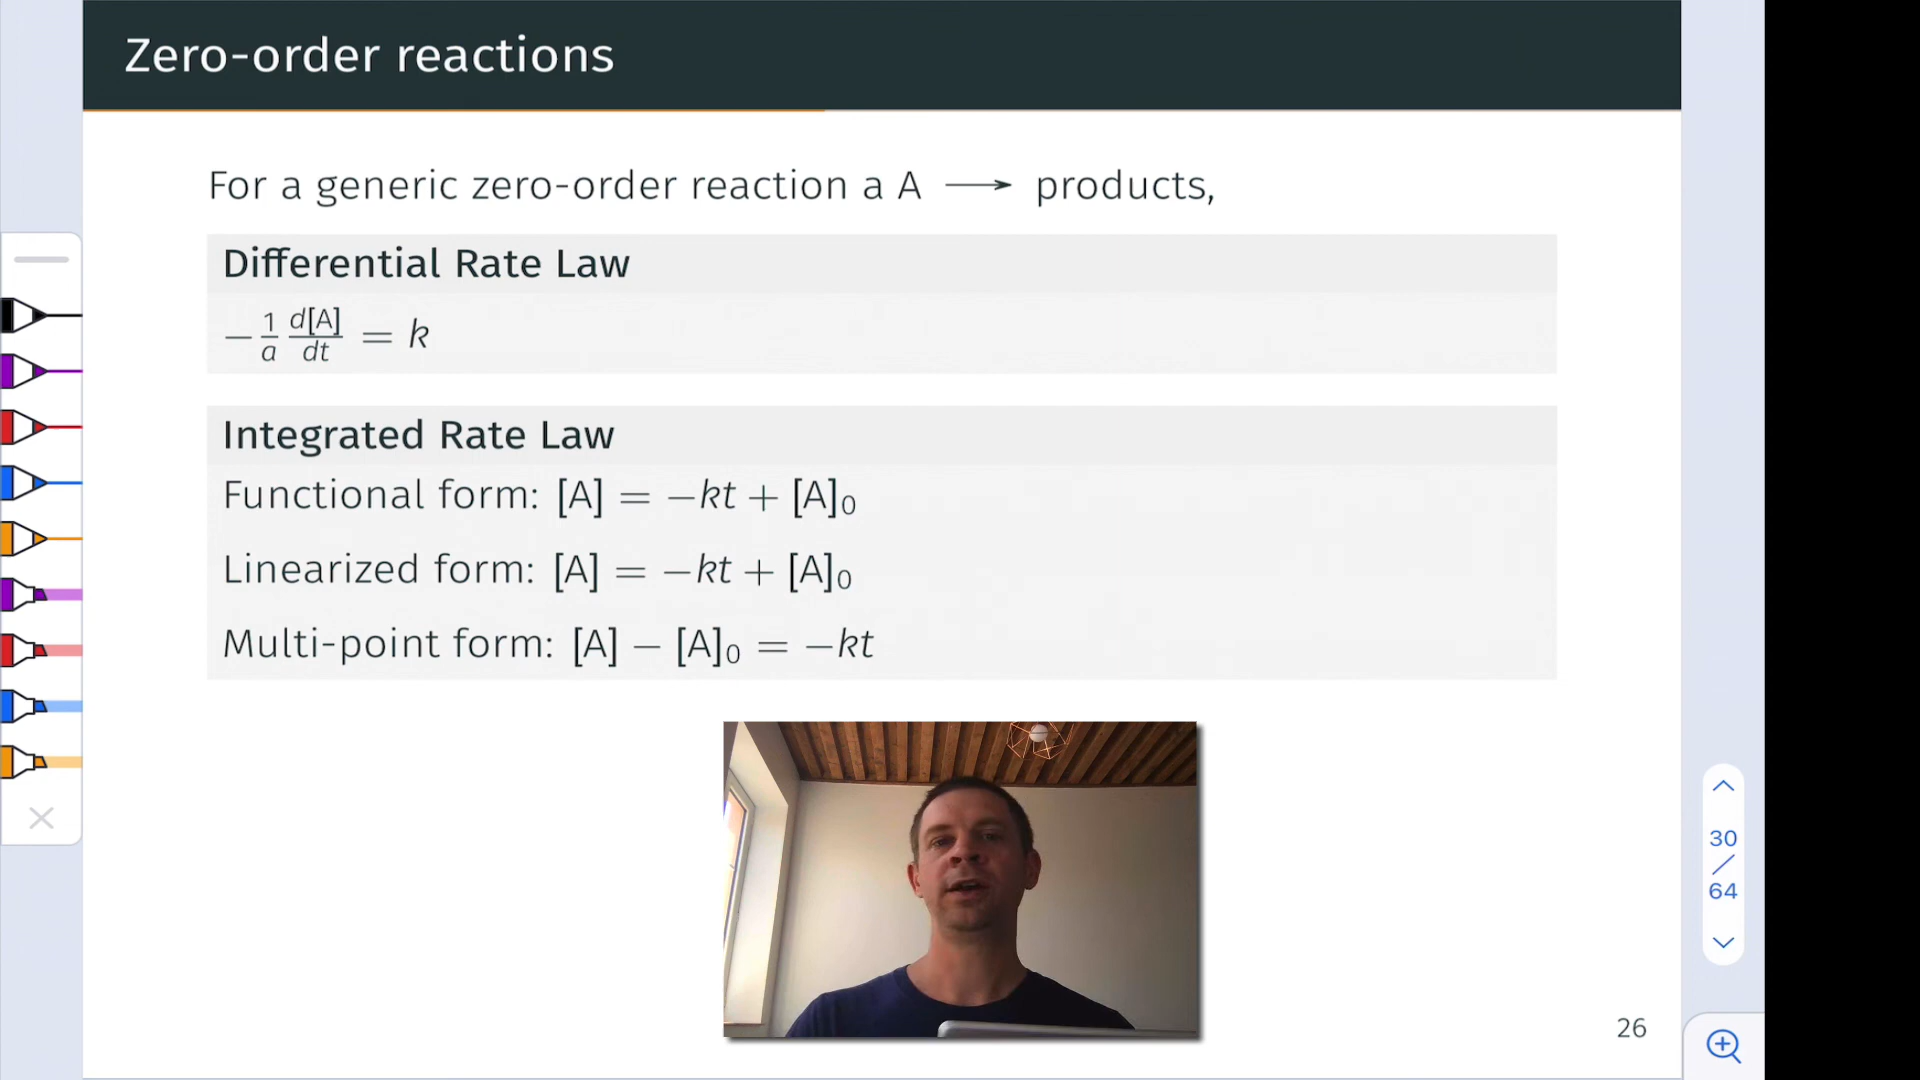 Zero-order reactions
For a generic zero-order reaction a A ⟶ products,
Differential Rate Law
−1/a d[A]/dt = k
Integrated Rate Law
Functional form: [A] = −kt + [A]₀
Linearized form: [A] = −kt + [A]₀
Multi-point form: [A] − [A]₀ = −kt
30
/
64
26